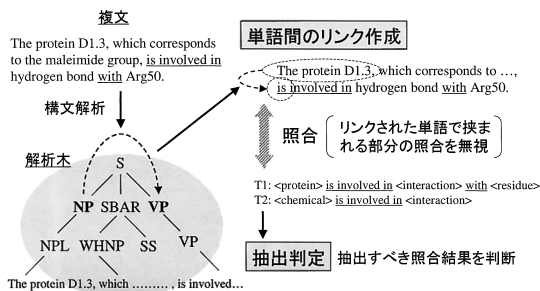 複文
The protein D1.3, which corresponds
to the maleimide group, is involved in
hydrogen bond with Arg50.
構文解析
解析木
S
NP SBAR VP
NPL WHNP SS VP
The protein D1.3, which ………, is involved…
単語間のリンク作成
The protein D1.3, which corresponds to …,
is involved in hydrogen bond with Arg50.
照合
リンクされた単語で挟ま
れる部分の照合を無視
T1: <protein> is involved in <interaction> with <residue>
T2: <chemical> is involved in <interaction>
抽出判定 抽出すべき照合結果を判断